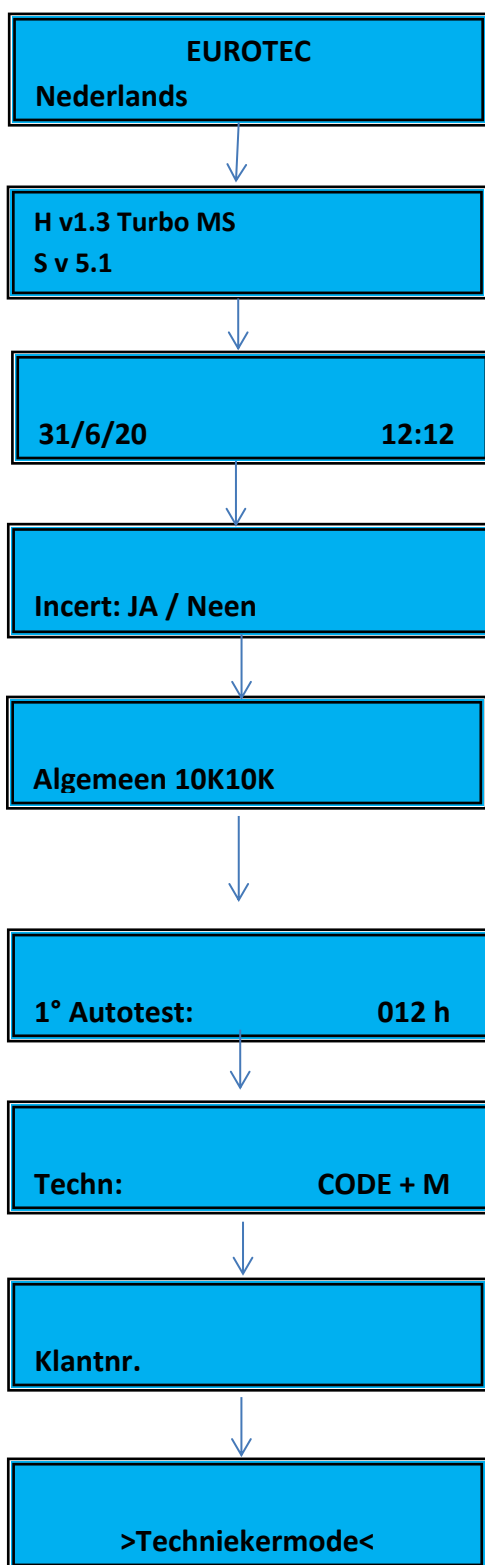 EUROTEC
Nederlands
H v1.3 Turbo MS
S v 5.1
31/6/20 12:12
Incert: JA / Neen
Algemeen 10K10K
1° Autotest: 012 h
Techn: CODE + M
Klantnr.
>Techniekermode<